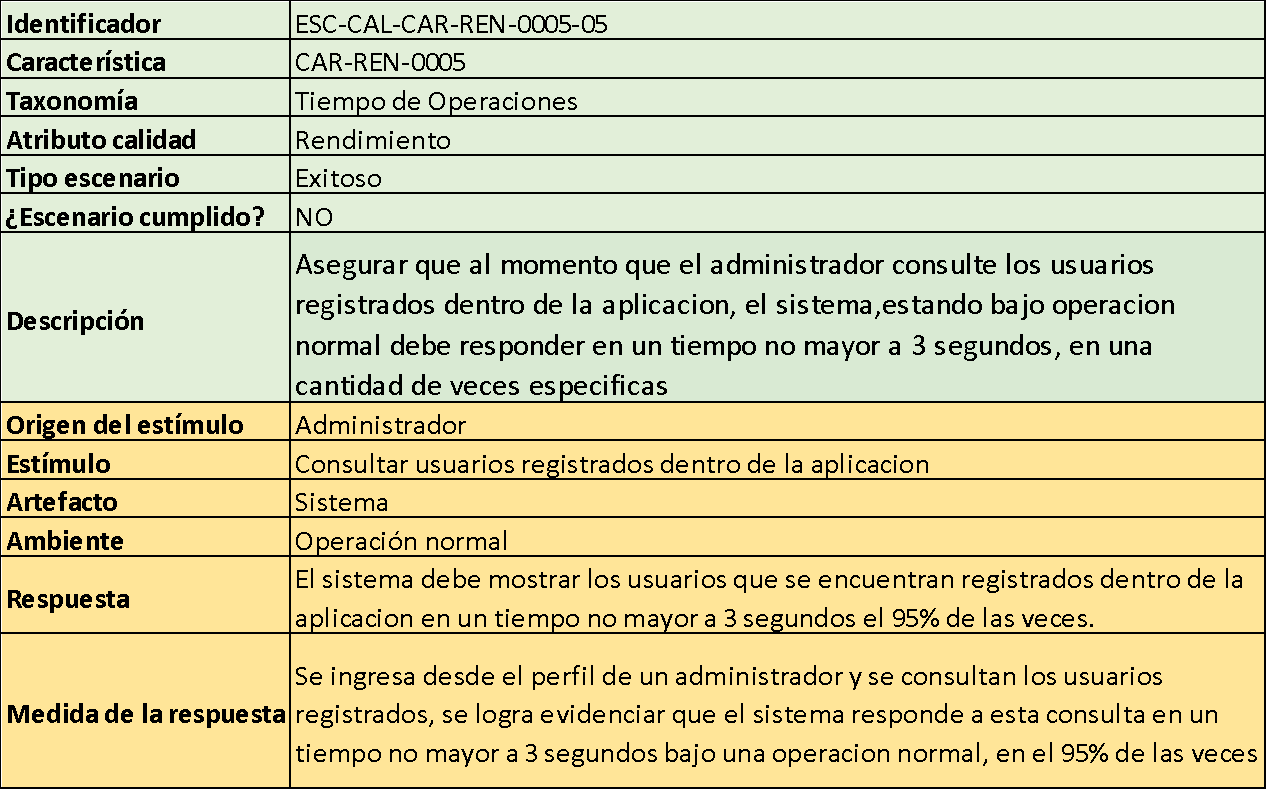 Identificador ESC-CAL-CAR-REN-0005-05
Característica CAR-REN-0005
Taxonomía Tiempo de Operaciones
Atributo calidad Rendimiento
Tipo escenario Exitoso
¿Escenario cumplido? NO
Descripción
Asegurar que al momento que el administrador consulte los usuarios
registrados dentro de la aplicacion, el sistema,estando bajo operacion
normal debe responder en un tiempo no mayor a 3 segundos, en una
cantidad de veces especificas
Origen del estímulo Administrador
Estímulo Consultar usuarios registrados dentro de la aplicacion
Artefacto Sistema
Ambiente Operación normal
Respuesta
El sistema debe mostrar los usuarios que se encuentran registrados dentro de la
aplicacion en un tiempo no mayor a 3 segundos el 95% de las veces.
Medida de la respuesta
Se ingresa desde el perfil de un administrador y se consultan los usuarios
registrados, se logra evidenciar que el sistema responde a esta consulta en un
tiempo no mayor a 3 segundos bajo una operacion normal, en el 95% de las veces